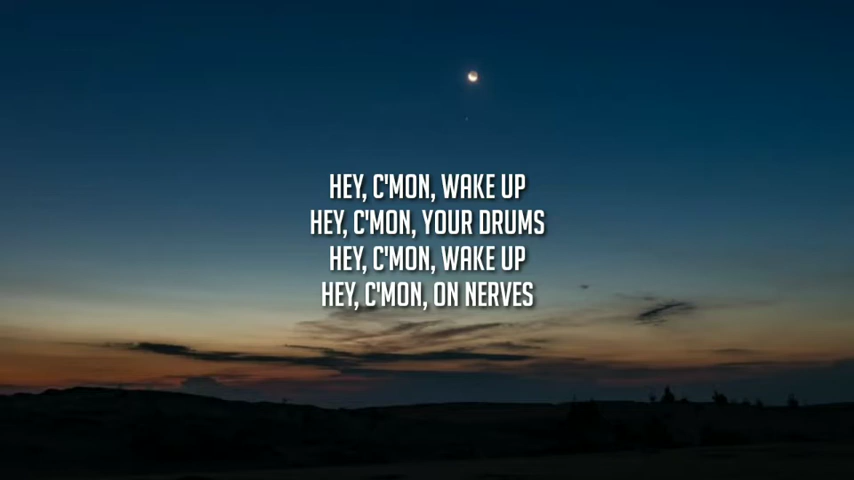 HEY, C'MON, WAKE UP
HEY, C'MON, YOUR DRUMS
HEY, C'MON, WAKE UP
HEY, C'MON, ON NERVES